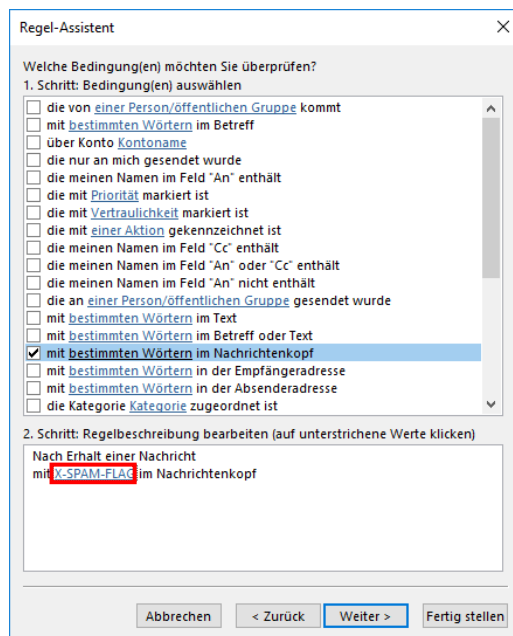 Regel-Assistent
Welche Bedingung(en) möchten Sie überprüfen?
1. Schritt: Bedingung(en) auswählen
die von einer Person/öffentlichen Gruppe kommt
mit bestimmten Wörtern im Betreff
über Konto Kontoname
die nur an mich gesendet wurde
die meinen Namen im Feld "An" enthält
die mit Priorität markiert ist
die mit Vertraulichkeit markiert ist
die mit einer Aktion gekennzeichnet ist
die meinen Namen im Feld "Cc" enthält
die meinen Namen im Feld "An" oder "Cc" enthält
die meinen Namen im Feld "An" nicht enthält
die an einer Person/öffentlichen Gruppe gesendet wurde
mit bestimmten Wörtern im Text
mit bestimmten Wörtern im Betreff oder Text
mit bestimmten Wörtern im Nachrichtenkopf
mit bestimmten Wörtern in der Empfängeradresse
mit bestimmten Wörtern in der Absenderadresse
die Kategorie Kategorie zugeordnet ist
2. Schritt: Regelbeschreibung bearbeiten (auf unterstrichene Werte klicken)
Nach Erhalt einer Nachricht
mit X-SPAM-FLAG im Nachrichtenkopf
Abbrechen < Zurück Weiter > Fertig stellen